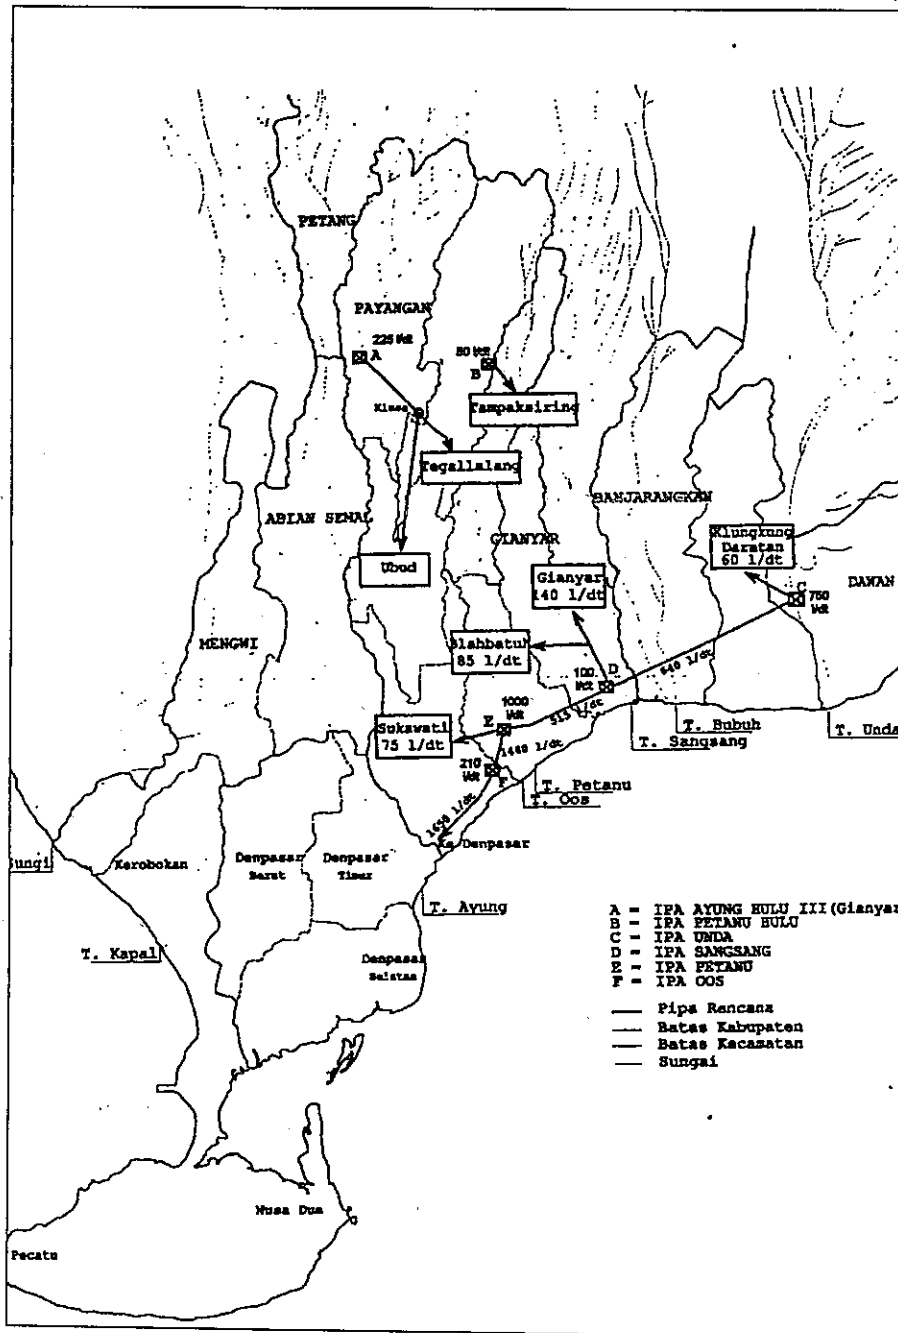 PETANG
PAYANGAN
225 l/dt
A
80 l/dt
B
Tampaksiring
Tegallalang
BANJARANGKAN
ABIAN SEMAL
GIANYAR
Klungkung
Daratan
60 l/dt
Ubud
Gianyar
140 l/dt
DAWAN
C
750
l/dt
MENGWI
Blahbatuh
85 l/dt
640 l/dt
D
100
l/dt
515 l/dt
1000
l/dt
E
Sukawati
75 l/dt
1440 l/dt
T. Bubuh
T. Unda
T. Sangsang
210
l/dt
F
T. Petanu
T. Oos
1650 l/dt
Ke Denpasar
Sungi
Kerobokan
Denpasar
Barat
Denpasar
Timur
T. Ayung
T. Kapal
Denpasar
Selatan
A = IPA AYUNG HULU III (Gianyar
B = IPA PETANU HULU
C = IPA UNDA
D = IPA SANGSANG
E = IPA PETANU
F = IPA OOS
Pipa Rencana
Batas Kabupaten
Batas Kecamatan
Sungai
Nusa Dua
Pecatu